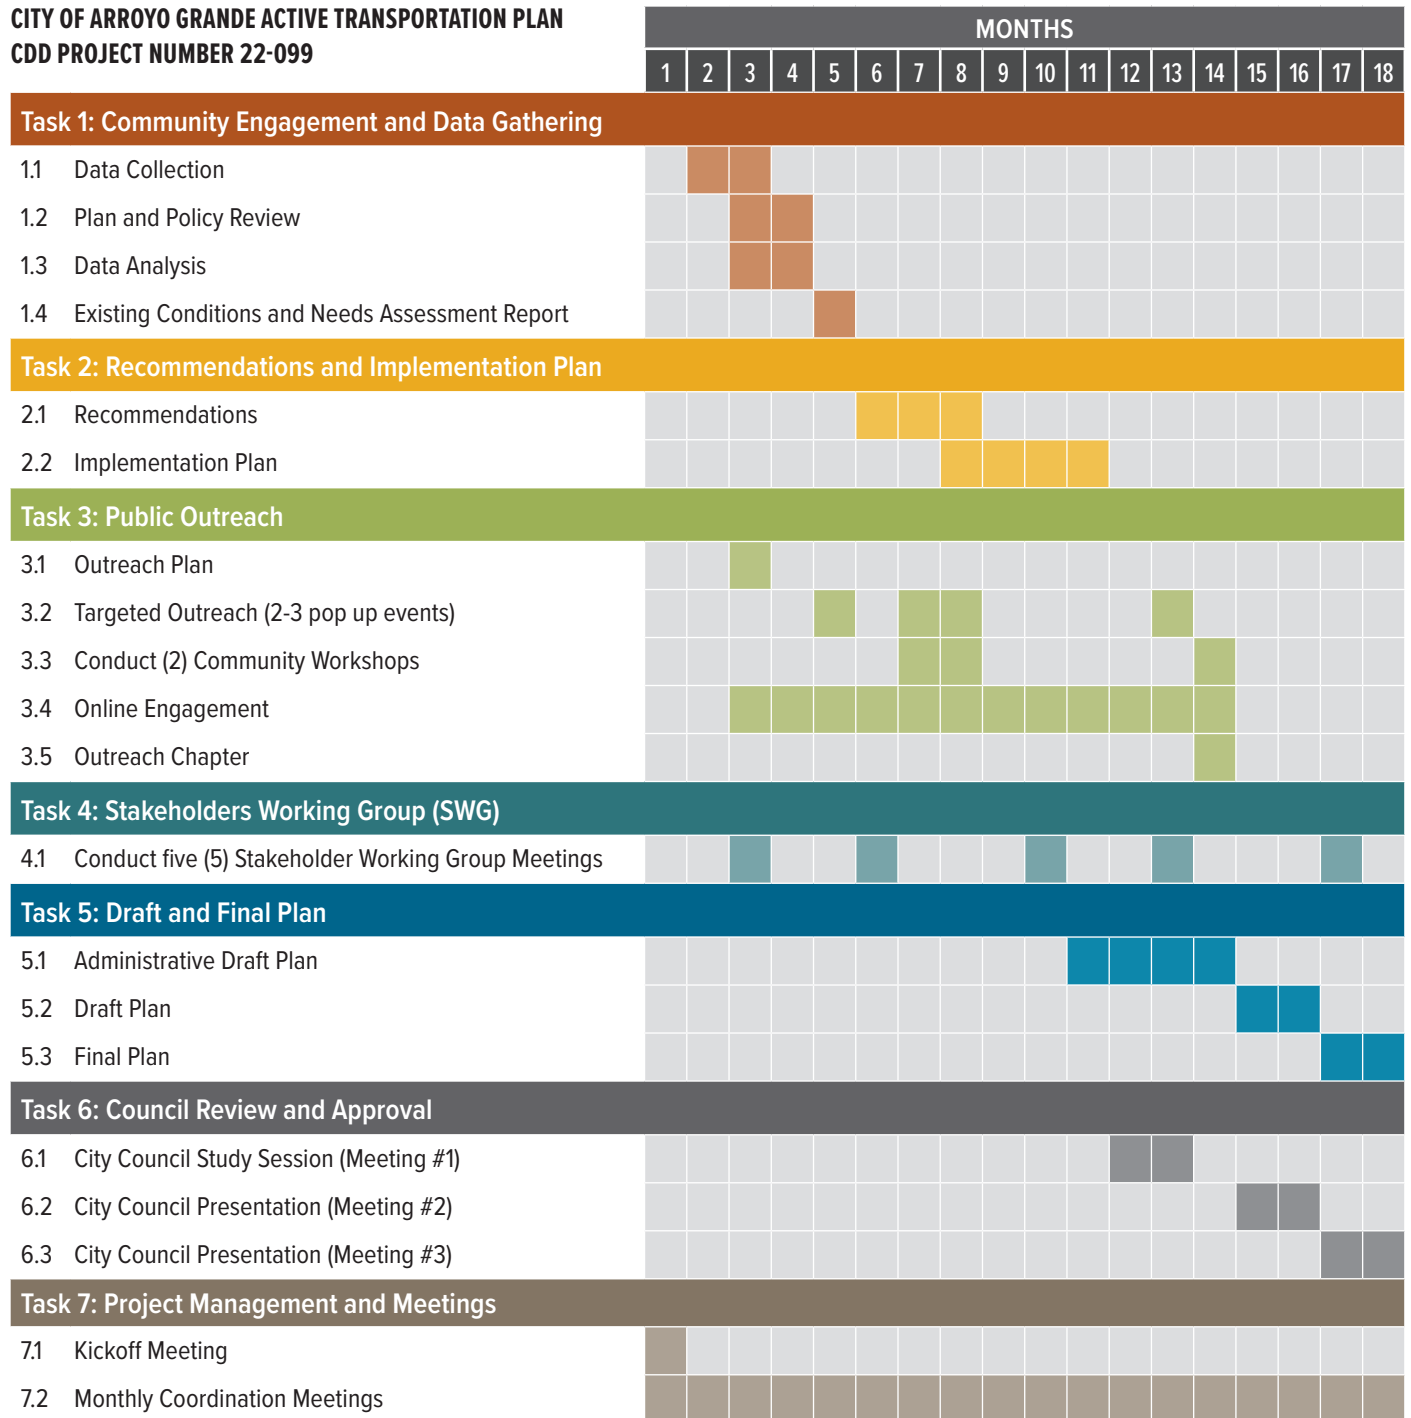 CITY OF ARROYO GRANDE ACTIVE TRANSPORTATION PLAN
CDD PROJECT NUMBER 22-099
MONTHS
1 2 3 4 5 6 7 8 9 10 11 12 13 14 15 16 17 18
Task 1: Community Engagement and Data Gathering
1.1 Data Collection
1.2 Plan and Policy Review
1.3 Data Analysis
1.4 Existing Conditions and Needs Assessment Report
Task 2: Recommendations and Implementation Plan
2.1 Recommendations
2.2 Implementation Plan
Task 3: Public Outreach
3.1 Outreach Plan
3.2 Targeted Outreach (2-3 pop up events)
3.3 Conduct (2) Community Workshops
3.4 Online Engagement
3.5 Outreach Chapter
Task 4: Stakeholders Working Group (SWG)
4.1 Conduct five (5) Stakeholder Working Group Meetings
Task 5: Draft and Final Plan
5.1 Administrative Draft Plan
5.2 Draft Plan
5.3 Final Plan
Task 6: Council Review and Approval
6.1 City Council Study Session (Meeting #1)
6.2 City Council Presentation (Meeting #2)
6.3 City Council Presentation (Meeting #3)
Task 7: Project Management and Meetings
7.1 Kickoff Meeting
7.2 Monthly Coordination Meetings